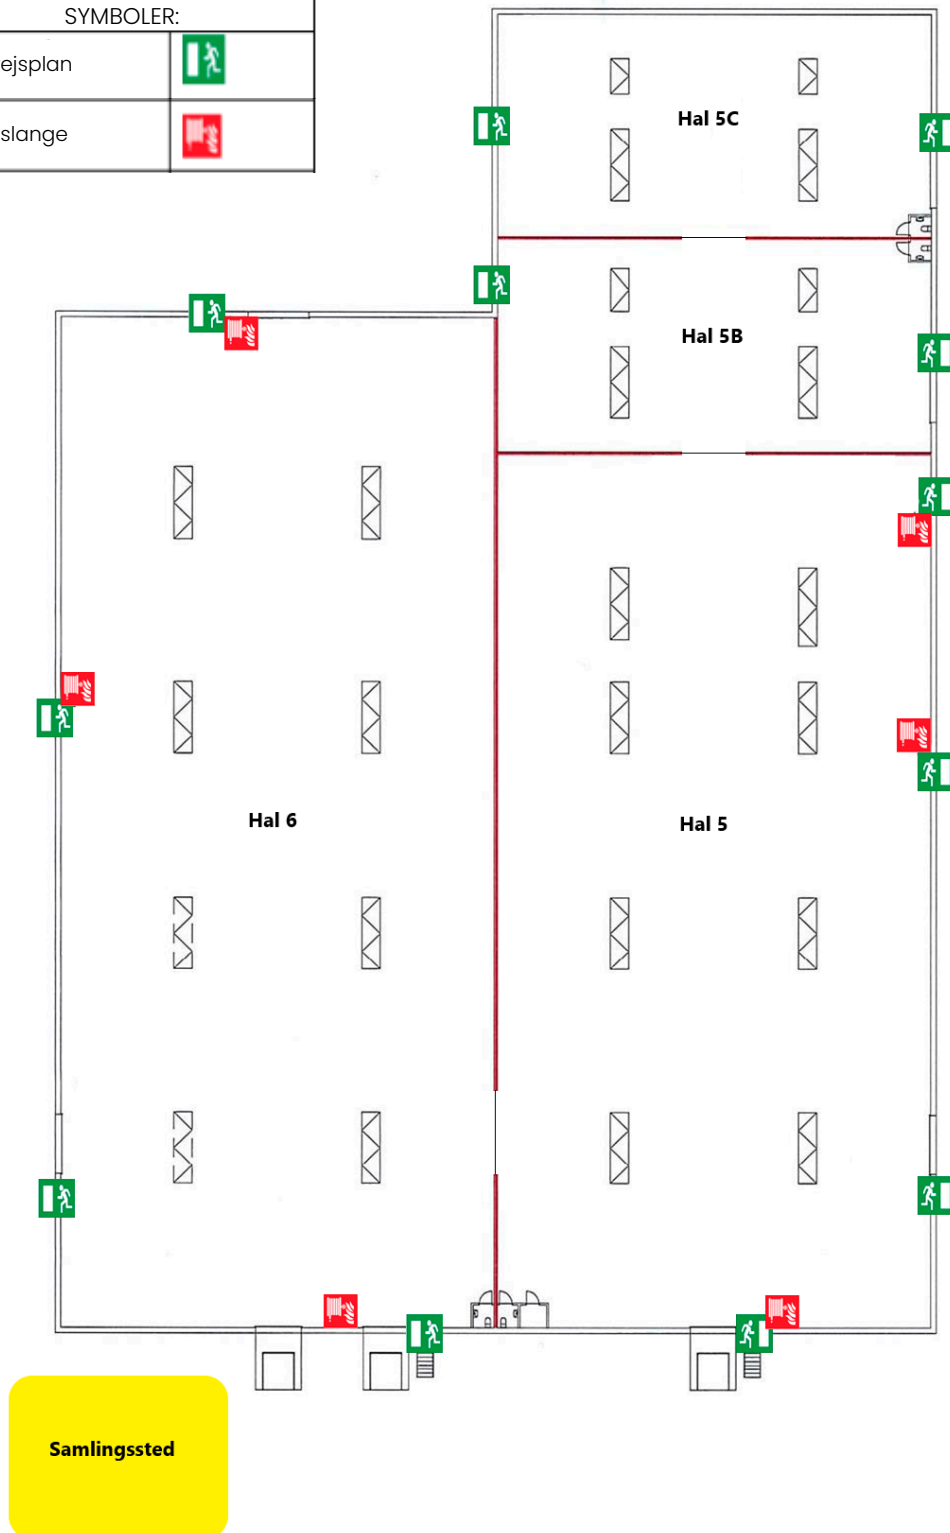 SYMBOLER:
ejsplan
slange
Hal 5C
Hal 5B
Hal 6
Hal 5
Samlingssted